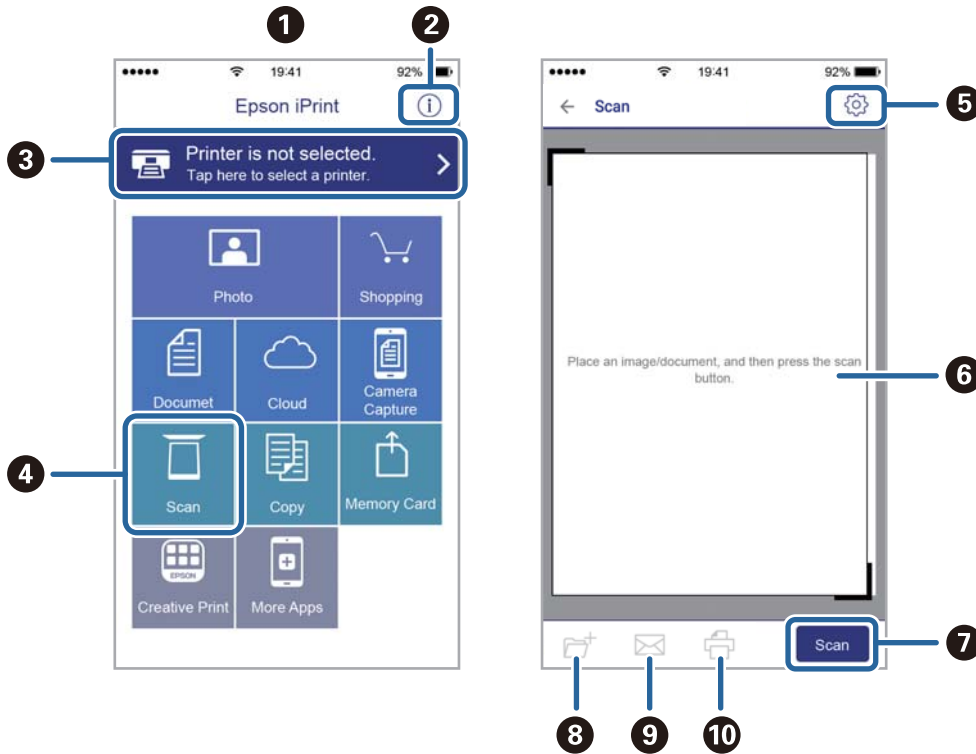 1
2
19:41
92%
Epson iPrint
3
Printer is not selected.
Tap here to select a printer.
Photo
Shopping
Documet
Cloud
Camera
Capture
4
Scan
Copy
Memory Card
EPSON
Creative Print
More Apps
19:41
92%
Scan
5
Place an image/document, and then press the scan
button.
6
Scan
7
8
9
10